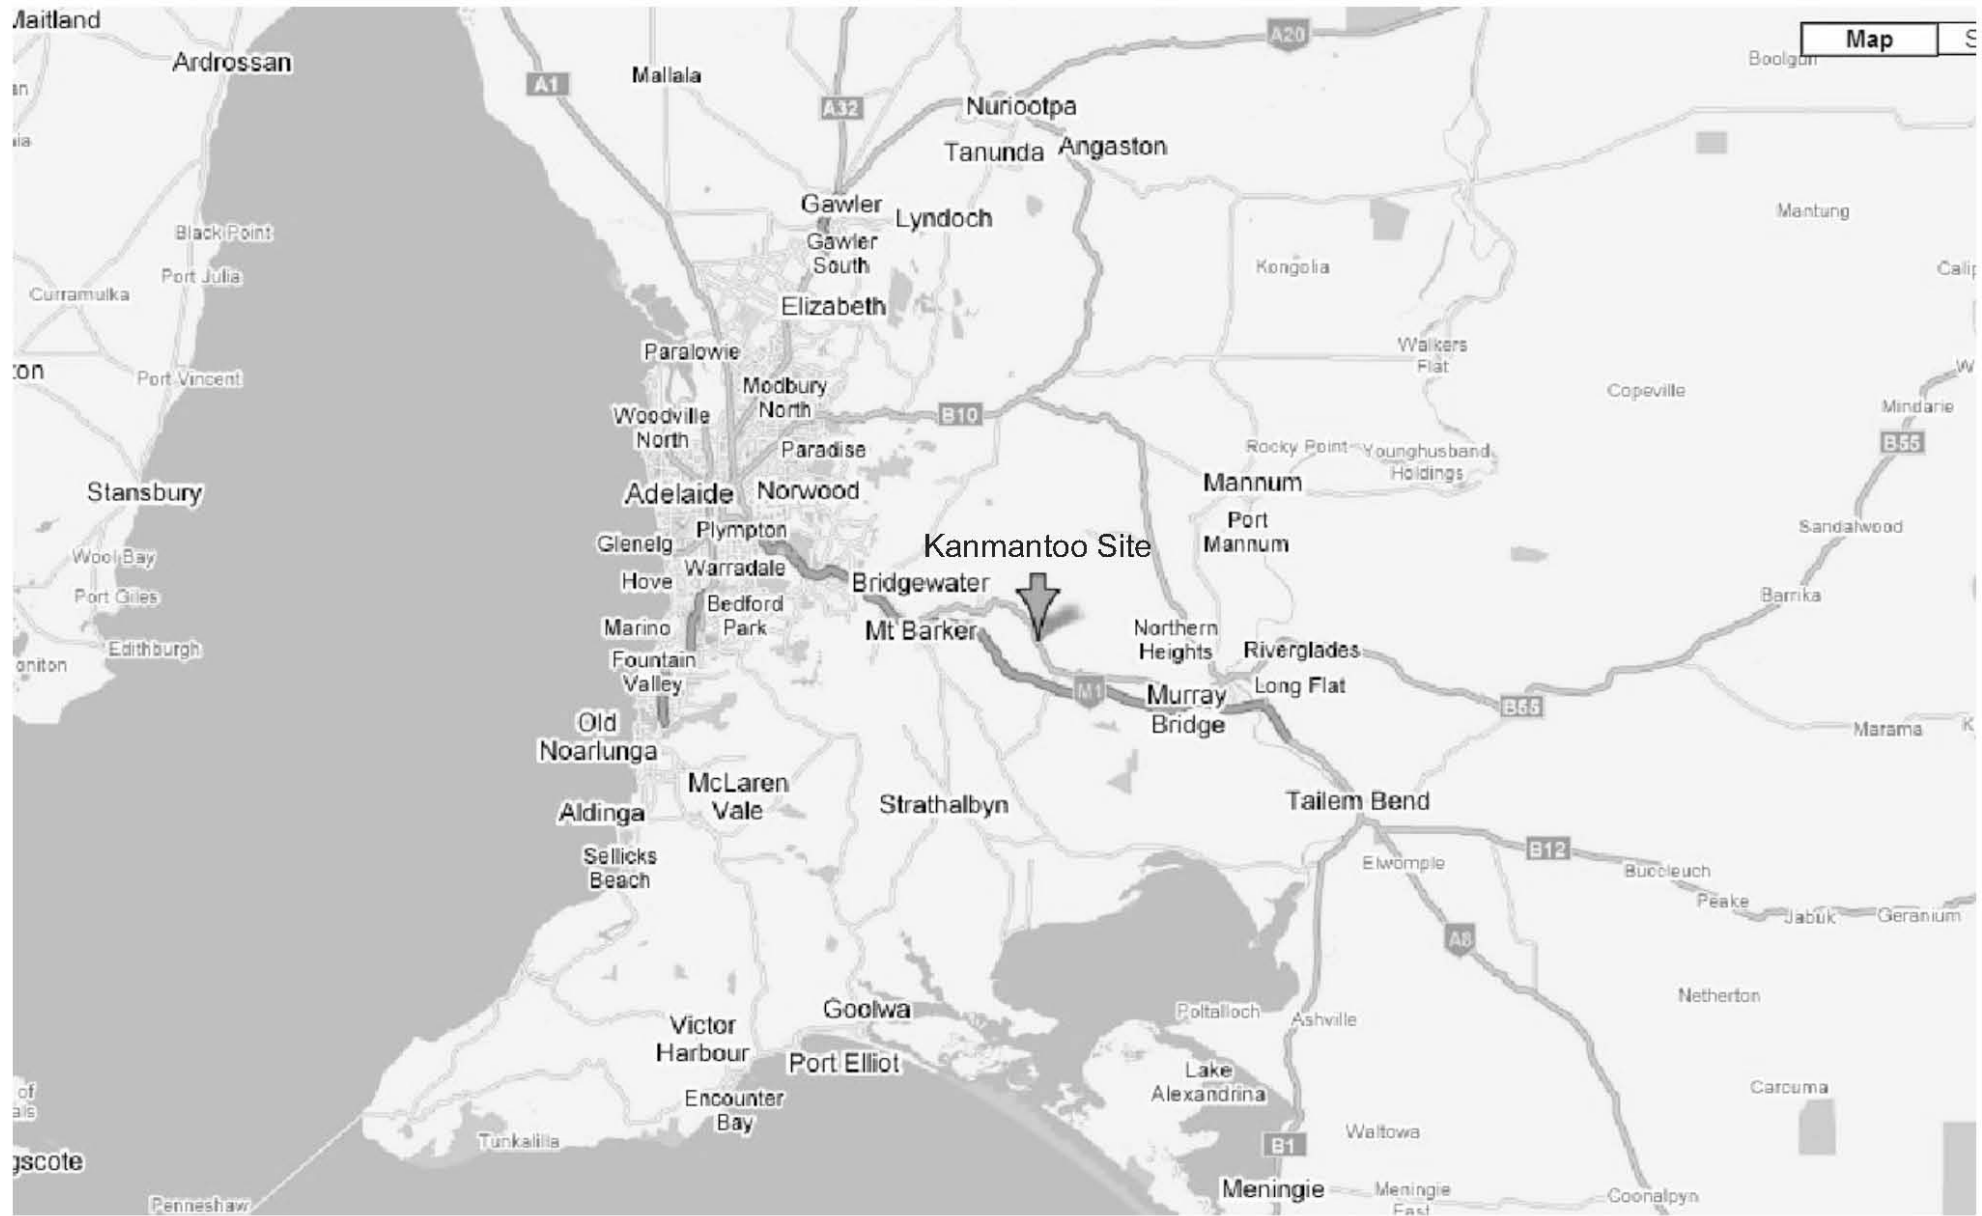 Maitland
Ardrossan
A1
Mallala
A32
A20
Map
Boolgun
Nuriootpa
Tanunda
Angaston
Gawler
Lyndoch
Gawler
South
Mantung
Black Point
Port Julia
Curramulka
Kongolia
Elizabeth
Paralowie
Walkers
Flat
Port Vincent
Modbury
North
Copeville
Mindarie
Woodville
North
B10
B55
Paradise
Rocky Point
Younghusband
Holdings
Stansbury
Adelaide
Norwood
Mannum
Plympton
Port
Mannum
Sandalwood
Glenelg
Kanmantoo Site
Wool Bay
Warradale
Hove
Bridgewater
Port Giles
Bedford
Park
Barrika
Marino
Mt Barker
Northern
Heights
Riverglades
Edithburgh
Fountain
Valley
M1
Murray
Bridge
Long Flat
B55
Old
Noarlunga
Marama
McLaren
Vale
Aldinga
Strathalbyn
Tailem Bend
Sellicks
Beach
Elwomple
B12
Buccleuch
Peake
Jabuk
Geranium
A8
Netherton
Goolwa
Poltalloch
Ashville
Victor
Harbour
Port Elliot
Lake
Alexandrina
Carcuma
Encounter
Bay
Tunkalilla
Waltowa
B1
Meningie
Meningie
East
Coonalpyn
Penneshaw